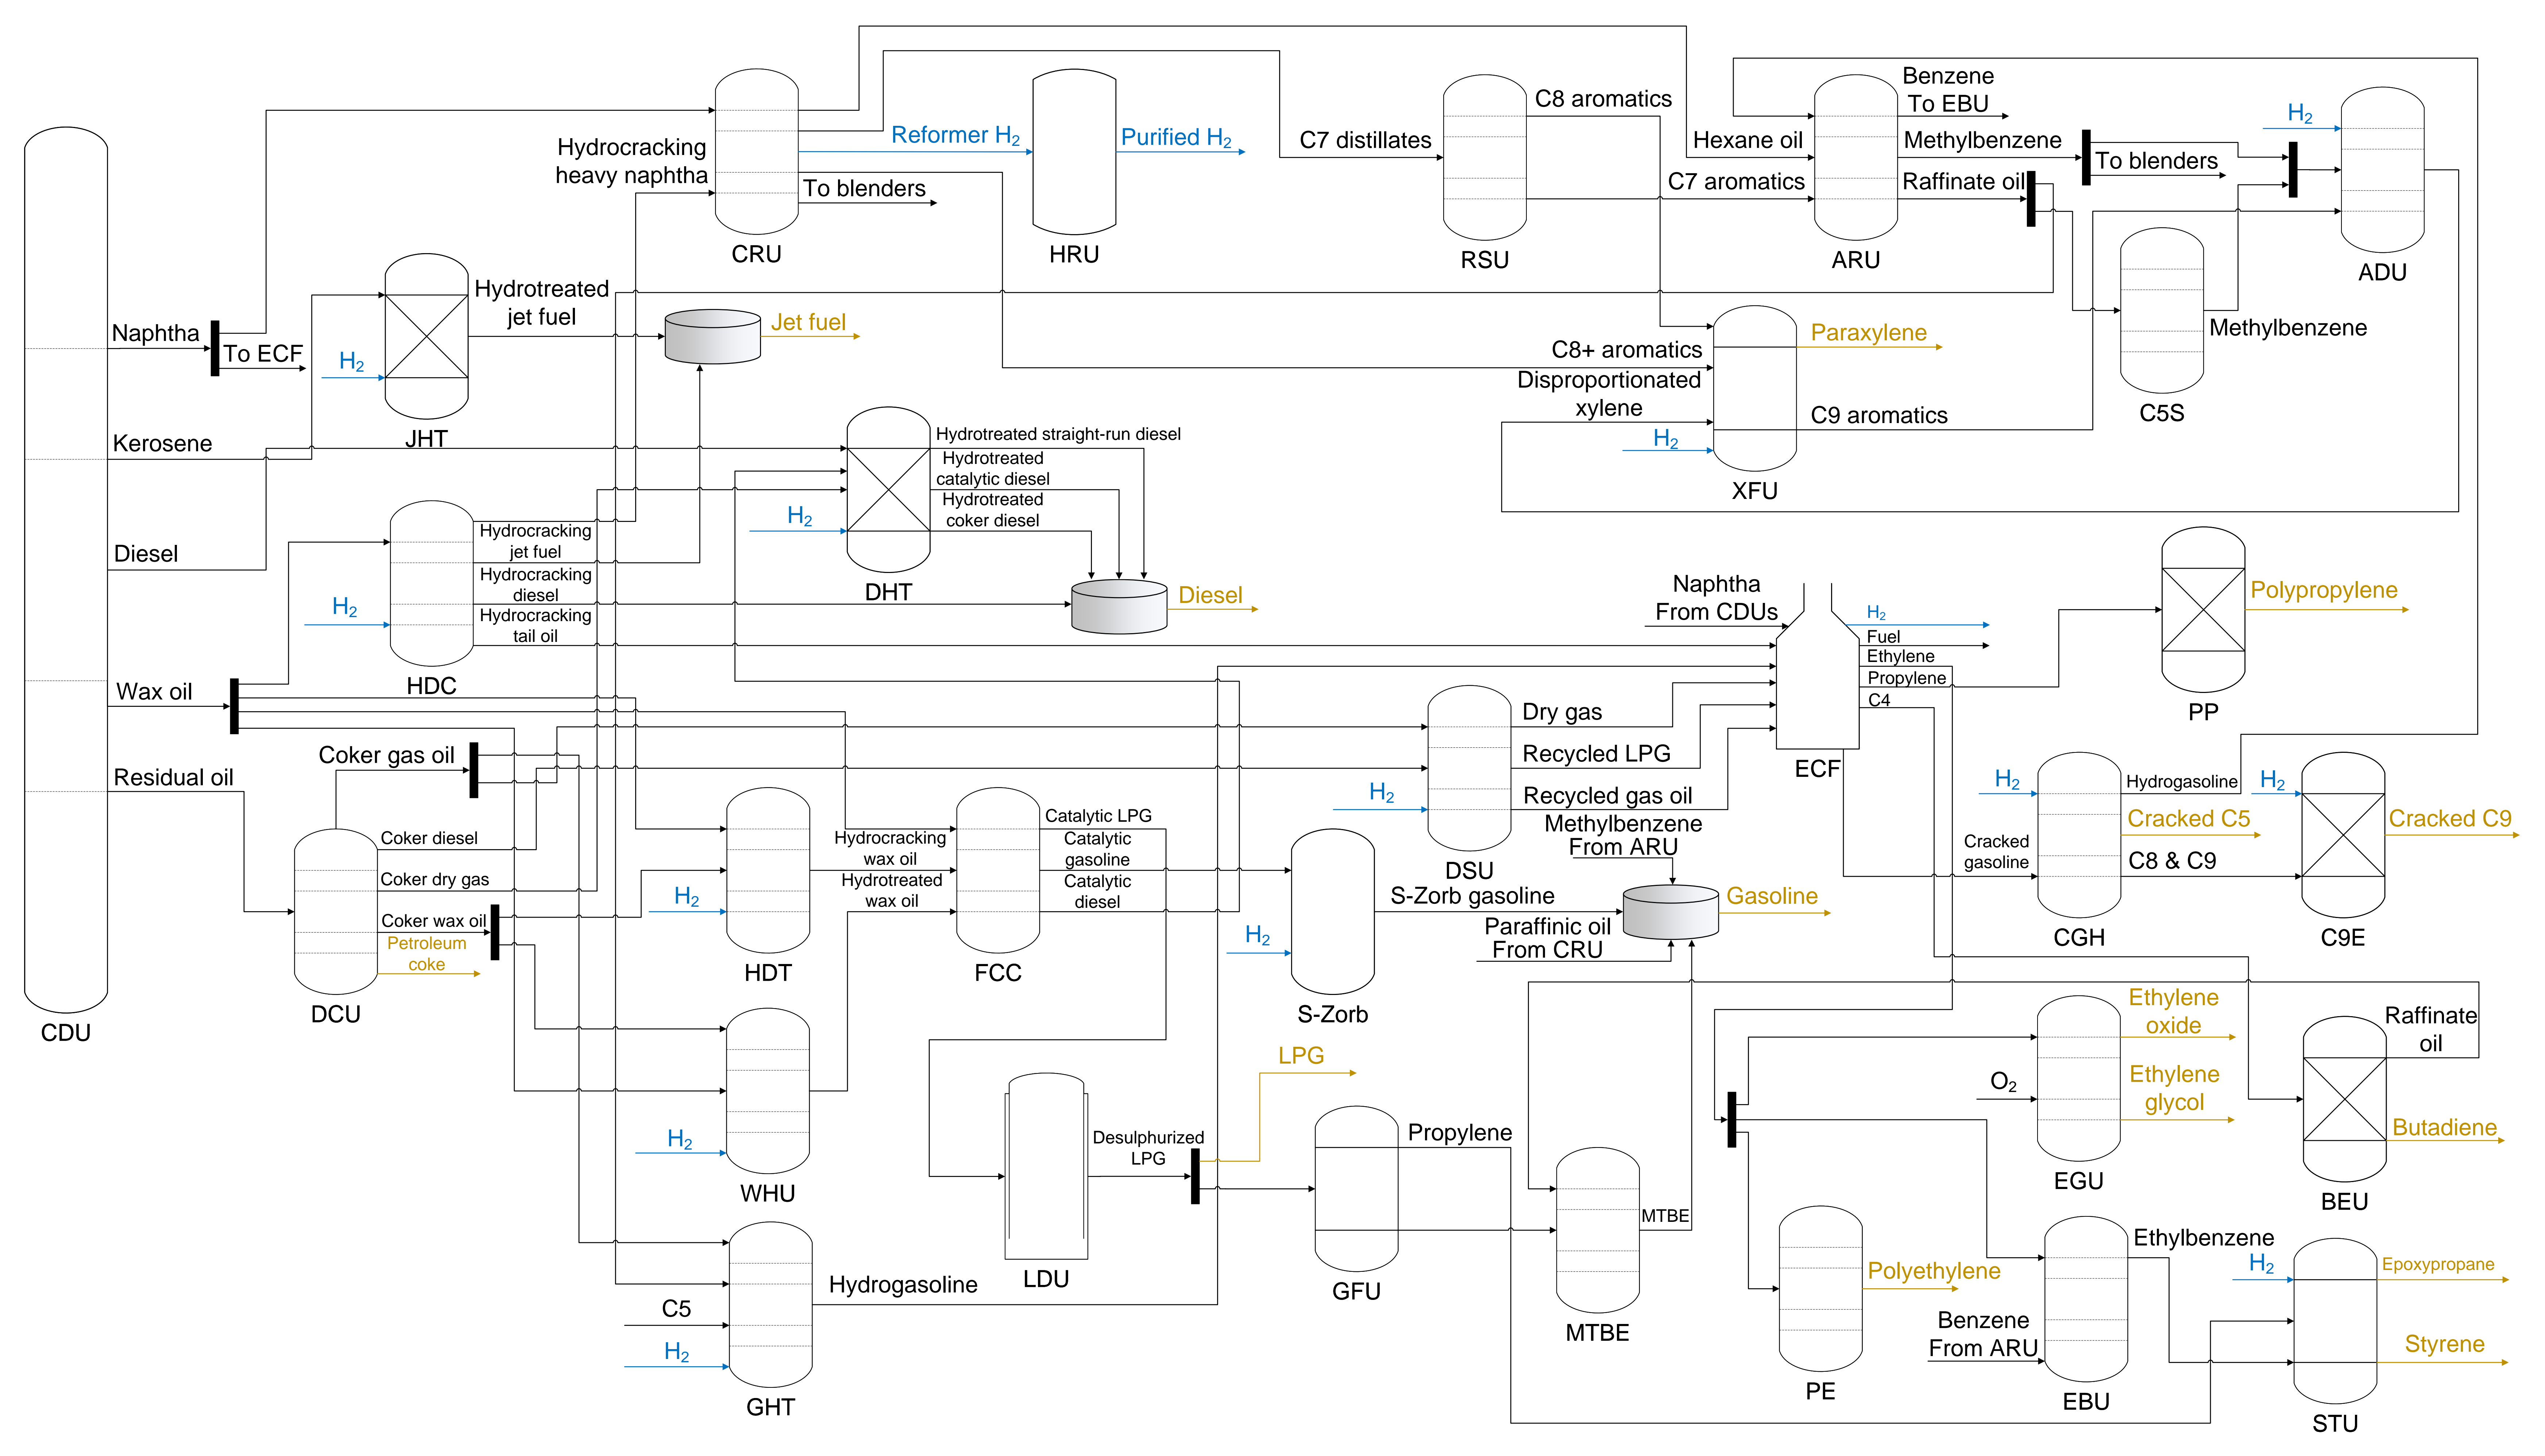 Benzene
To EBU
C8 aromatics
H2
Reformer H2
Purified H2
C7 distillates
Hexane oil
Methylbenzene
To blenders
Hydrocracking
heavy naphtha
To blenders
C7 aromatics
Raffinate oil
CRU
HRU
RSU
ARU
ADU
Hydrotreated
jet fuel
Jet fuel
Naphtha
To ECF
H2
Methylbenzene
Paraxylene
C8+ aromatics
Disproportionated
xylene
C9 aromatics
C5S
H2
XFU
Kerosene
JHT
Hydrotreated straight-run diesel
Hydrotreated
catalytic diesel
Hydrotreated
coker diesel
H2
DHT
Diesel
Hydrocracking
jet fuel
Hydrocracking
diesel
Hydrocracking
tail oil
H2
HDC
Diesel
Naphtha
From CDUs
H2
Fuel
Ethylene
Propylene
C4
ECF
Polypropylene
PP
Wax oil
Dry gas
Recycled LPG
Recycled gas oil
H2
DSU
Coker gas oil
Residual oil
H2
Hydrogasoline
H2
Cracked C5
Cracked C9
Cracked
gasoline
C8 & C9
CGH
C9E
Coker diesel
Coker dry gas
Coker wax oil
Petroleum
coke
DCU
CDU
H2
HDT
Hydrocracking
wax oil
Hydrotreated
wax oil
Catalytic LPG
Catalytic
gasoline
Catalytic
diesel
FCC
Methylbenzene
From ARU
S-Zorb gasoline
Gasoline
Paraffinic oil
From CRU
H2
S-Zorb
H2
WHU
LPG
Desulphurized
LPG
LDU
Propylene
GFU
MTBE
MTBE
Ethylene
oxide
O2
Ethylene
glycol
EGU
Raffinate
oil
Butadiene
BEU
Hydrogasoline
C5
H2
GHT
Polyethylene
PE
Ethylbenzene
Benzene
From ARU
EBU
H2
Epoxypropane
Styrene
STU